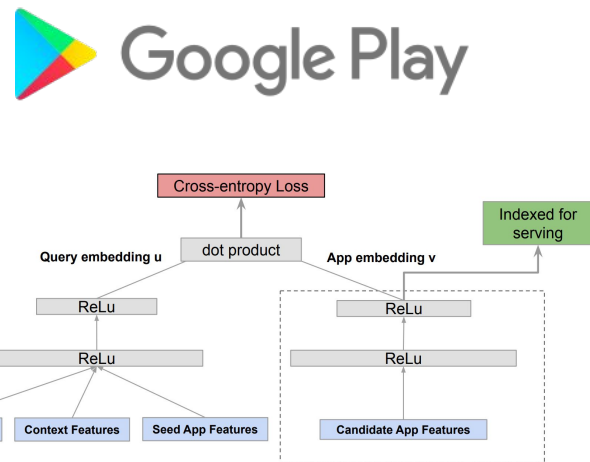 Google Play
Cross-entropy Loss
Indexed for
serving
Query embedding u
dot product
App embedding v
ReLu
ReLu
ReLu
ReLu
Context Features
Seed App Features
Candidate App Features